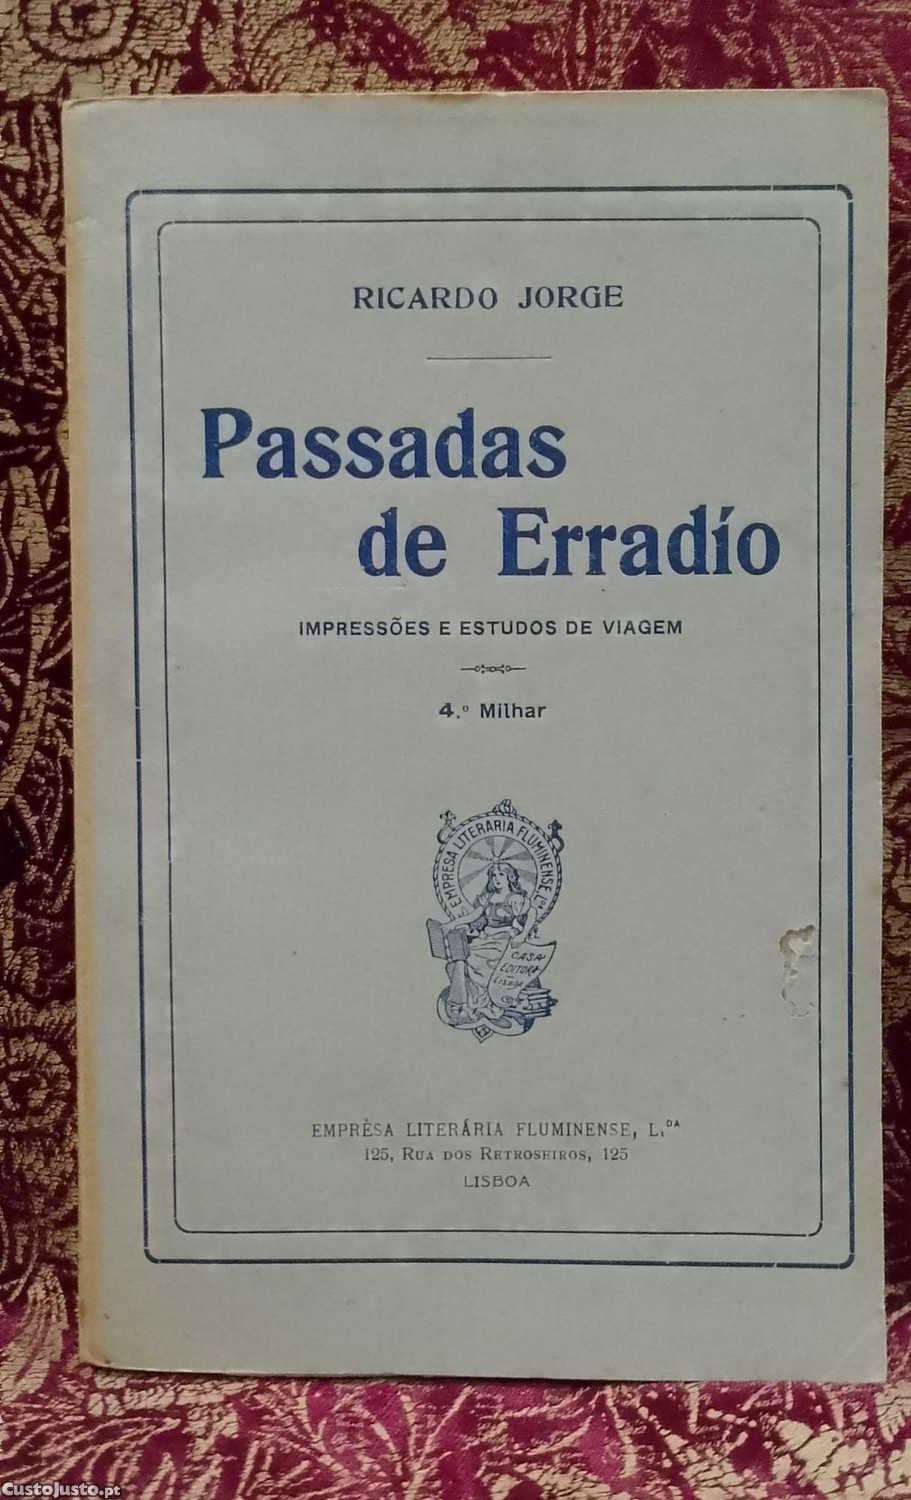 RICARDO JORGE
Passadas
de Erradío
IMPRESSÕES E ESTUDOS DE VIAGEM
4.º Milhar
EMPRESA LITERARIA FLUMINENSE, L.DA
CASA
EDITORA
LISBOA
EMPRÊSA LITERÁRIA FLUMINENSE, L.DA
125, RUA DOS RETROSEIROS, 125
LISBOA
CustoJusto.pt